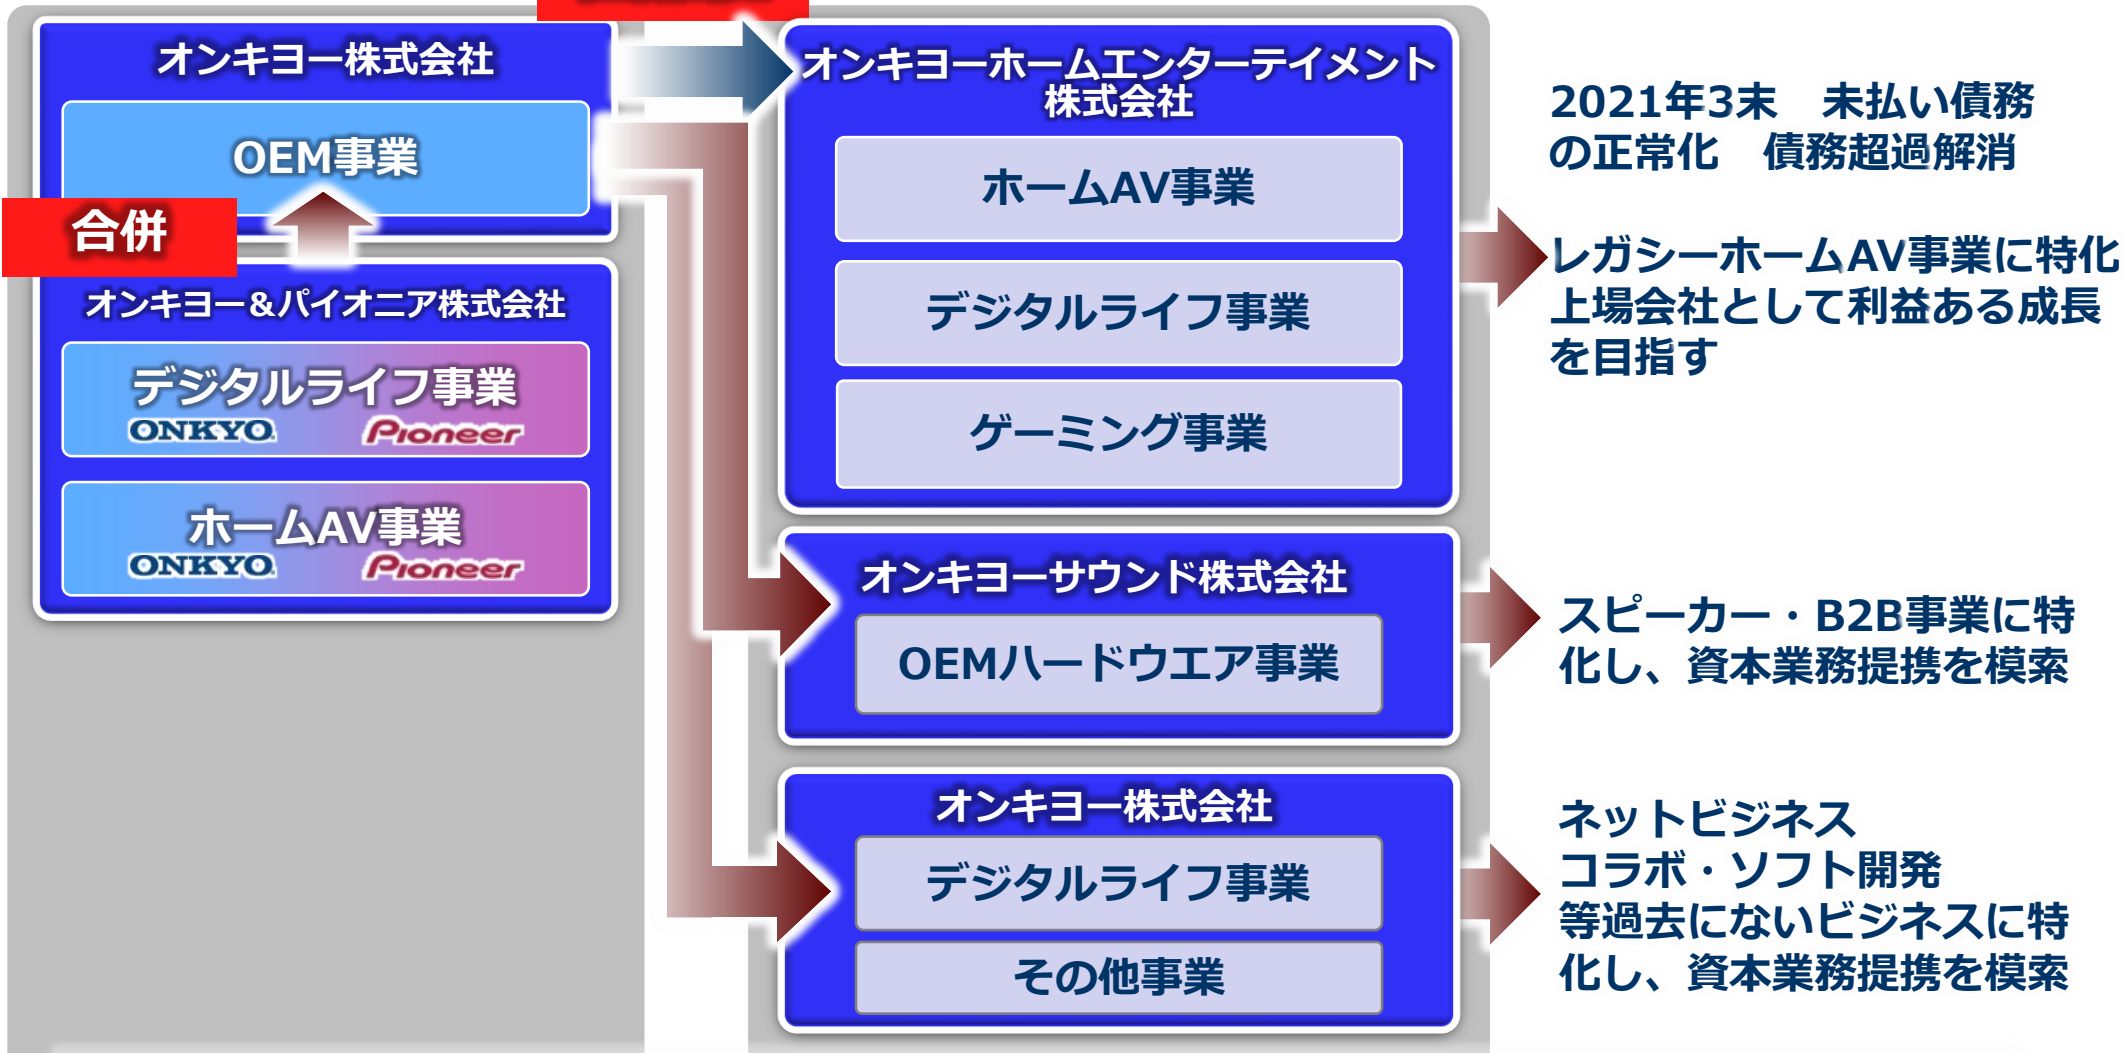 オンキヨー株式会社
OEM事業
合併
オンキヨー&パイオニア株式会社
デジタルライフ事業
ONKYO Pioneer
ホームAV事業
ONKYO Pioneer
オンキヨーホームエンターテイメント
株式会社
ホームAV事業
デジタルライフ事業
ゲーミング事業
オンキヨーサウンド株式会社
OEMハードウエア事業
オンキヨー株式会社
デジタルライフ事業
その他事業
2021年3末　未払い債務
の正常化　債務超過解消
レガシーホームAV事業に特化
上場会社として利益ある成長
を目指す
スピーカー・B2B事業に特
化し、資本業務提携を模索
ネットビジネス
コラボ・ソフト開発
等過去にないビジネスに特
化し、資本業務提携を模索